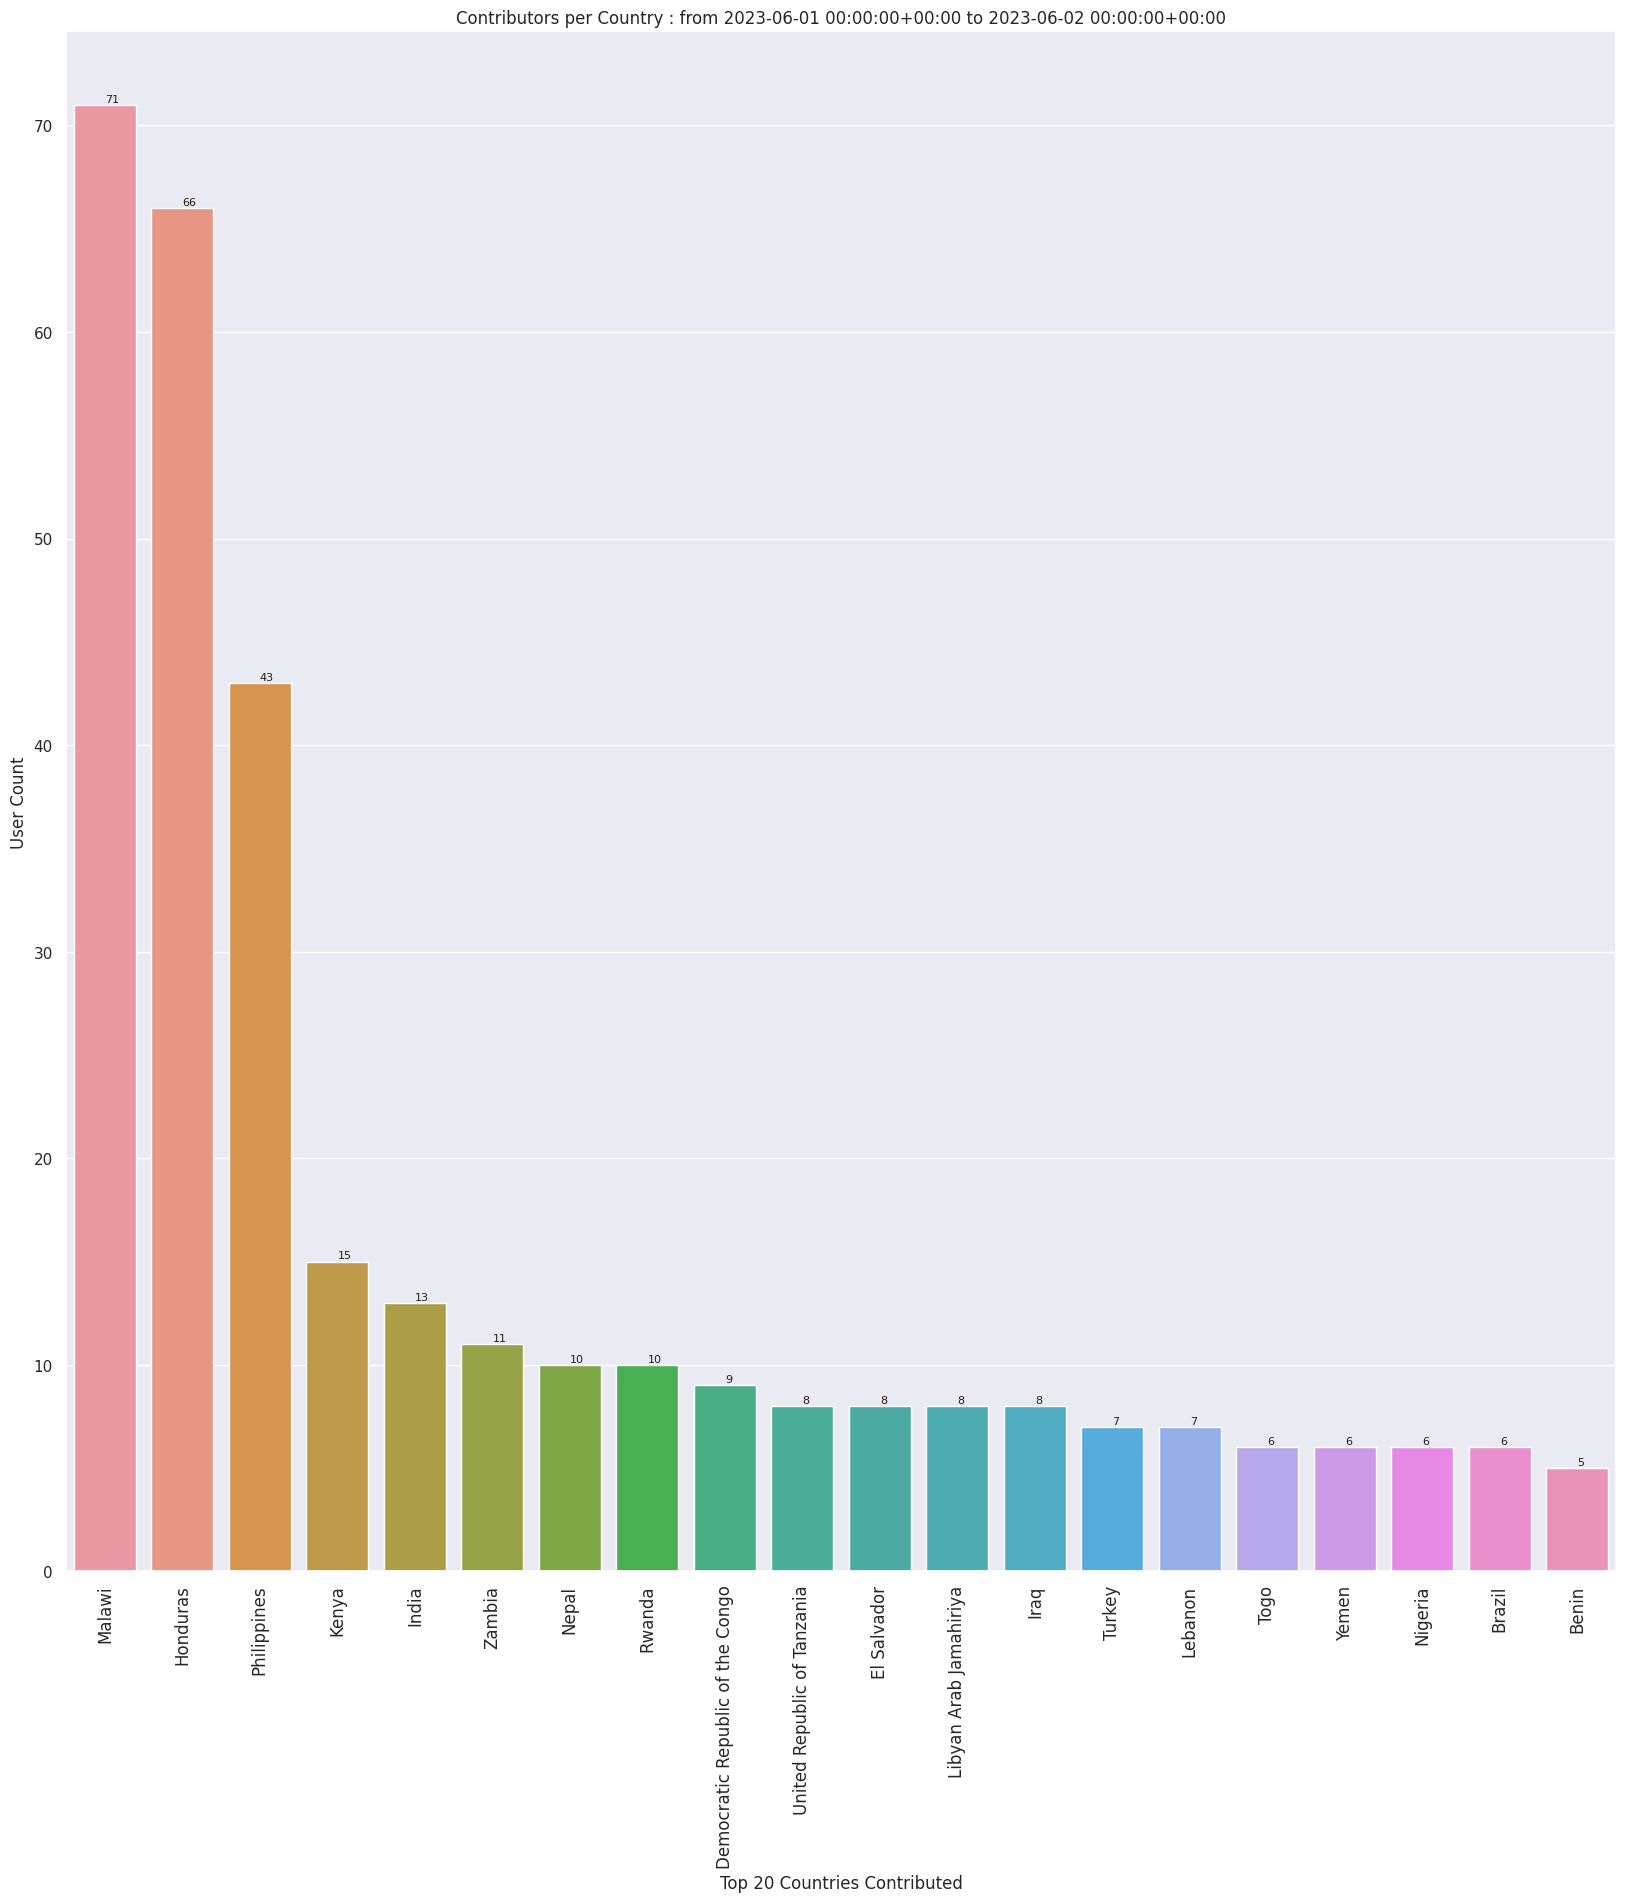 Contributors per Country : from 2023-06-01 00:00:00+00:00 to 2023-06-02 00:00:00+00:00
User Count
70
60
50
40
30
20
10
0
71
66
43
15
13
11
10
10
9
8
8
8
8
7
7
6
6
6
6
5
Malawi
Honduras
Philippines
Kenya
India
Zambia
Nepal
Rwanda
Democratic Republic of the Congo
United Republic of Tanzania
El Salvador
Libyan Arab Jamahiriya
Iraq
Turkey
Lebanon
Togo
Yemen
Nigeria
Brazil
Benin
Top 20 Countries Contributed